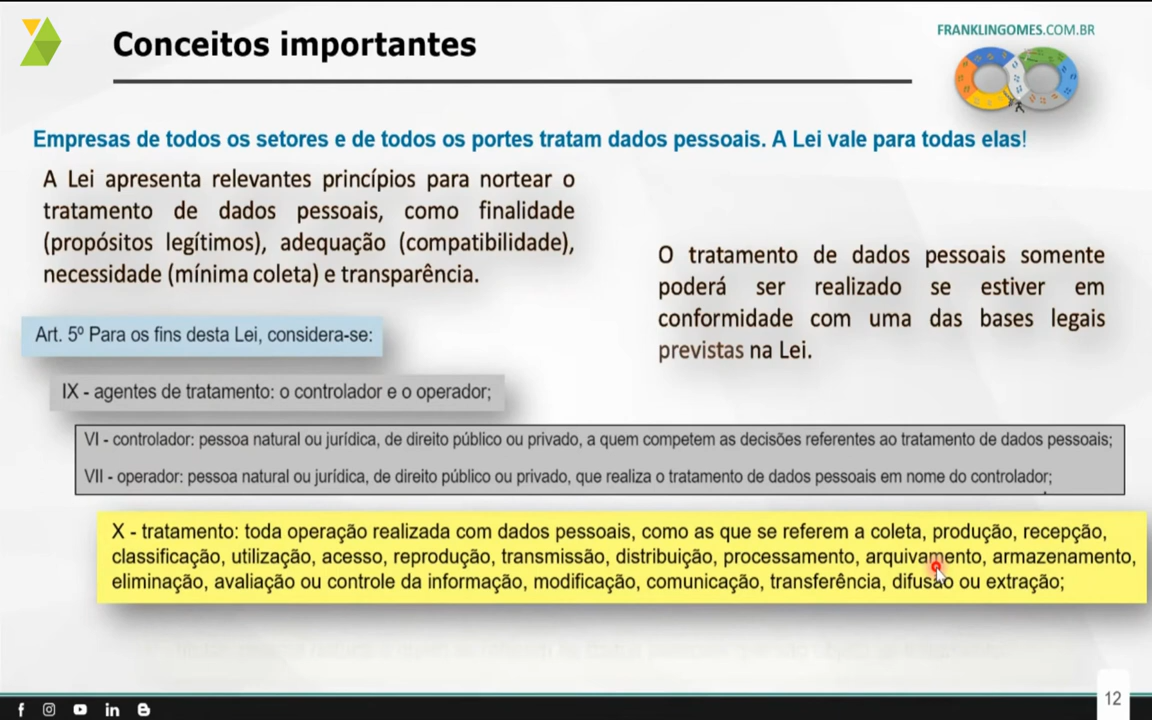 Conceitos importantes
FRANKLINGOMES.COM.BR
Empresas de todos os setores e de todos os portes tratam dados pessoais. A Lei vale para todas elas!
A Lei apresenta relevantes princípios para nortear o
tratamento de dados pessoais, como finalidade
(propósitos legítimos), adequação (compatibilidade),
necessidade (mínima coleta) e transparência.
O tratamento de dados pessoais somente
poderá ser realizado se estiver em
conformidade com uma das bases legais
previstas na Lei.
Art. 5º Para os fins desta Lei, considera-se:
IX - agentes de tratamento: o controlador e o operador;
VI - controlador: pessoa natural ou jurídica, de direito público ou privado, a quem competem as decisões referentes ao tratamento de dados pessoais;
VII - operador: pessoa natural ou jurídica, de direito público ou privado, que realiza o tratamento de dados pessoais em nome do controlador;
X - tratamento: toda operação realizada com dados pessoais, como as que se referem a coleta, produção, recepção,
classificação, utilização, acesso, reprodução, transmissão, distribuição, processamento, arquivamento, armazenamento,
eliminação, avaliação ou controle da informação, modificação, comunicação, transferência, difusão ou extração;
12